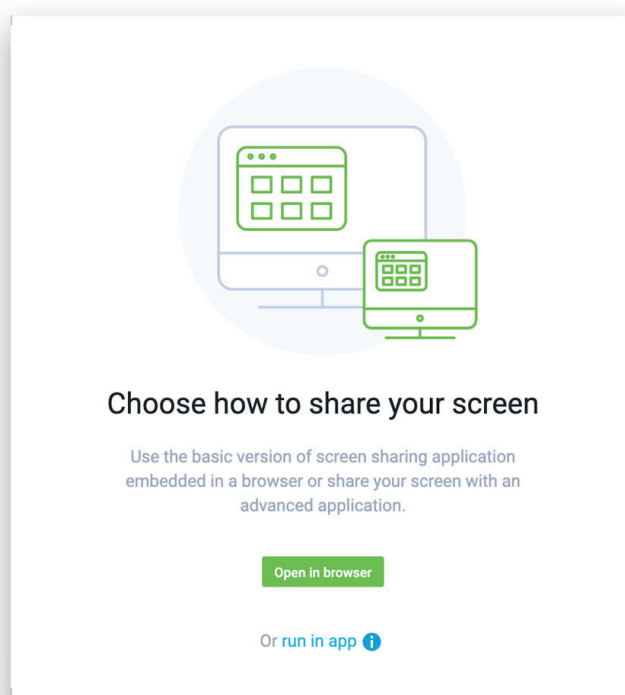 Choose how to share your screen
Use the basic version of screen sharing application
embedded in a browser or share your screen with an
advanced application.
Open in browser
Or run in app i